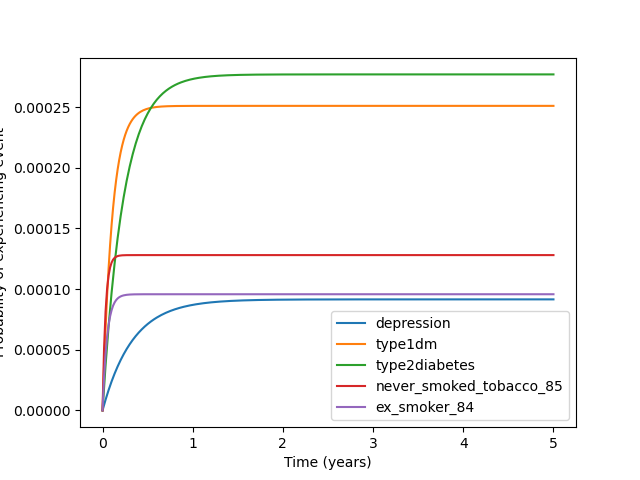 0.00025
0.00020
0.00015
0.00010
0.00005
0.00000
of experiencing event
0 1 2 3 4 5
Time (years)
depression
type1dm
type2diabetes
never_smoked_tobacco_85
ex_smoker_84